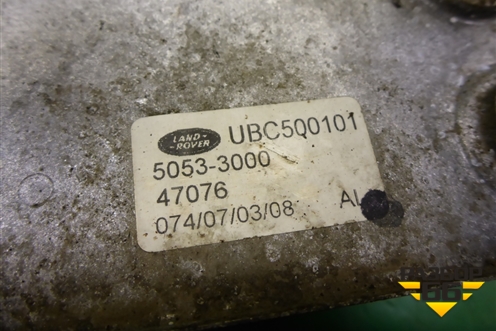 LAND-
-ROVER
UBC500101
5053-3000
47076
074/07/03/08 AL